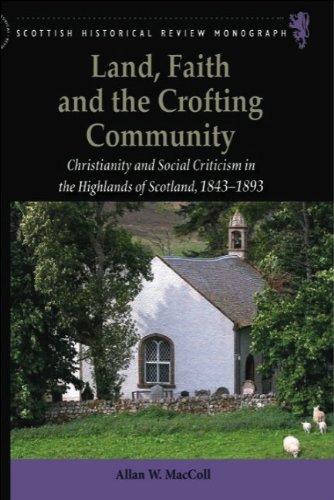 SCOTTISH HISTORICAL REVIEW MONOGRAPH
Land, Faith
and the Crofting
Community
Christianity and Social Criticism in
the Highlands of Scotland, 1843–1893
Allan W. MacColl